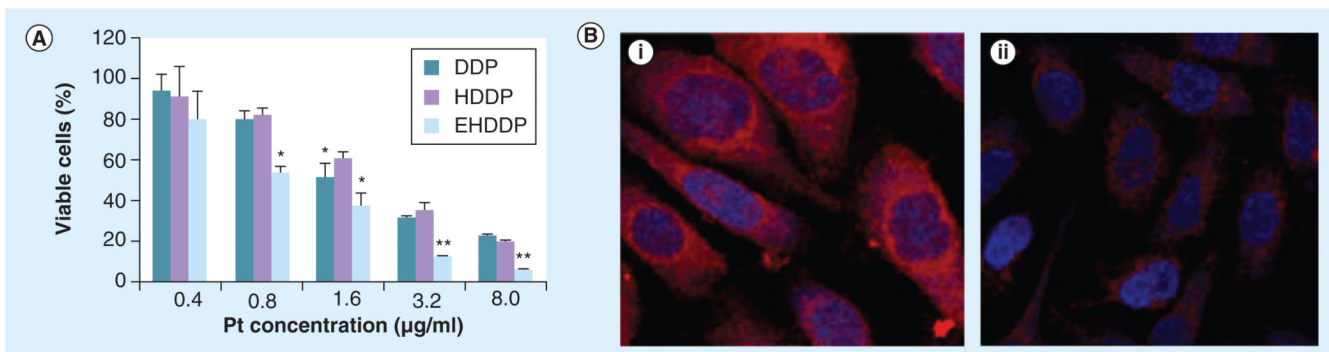 A
120
100
80
60
40
20
0
Viable cells (%)
DDP
HDDP
EHDDP
*
* *
**
**
0.4 0.8 1.6 3.2 8.0
Pt concentration (µg/ml)
B
i
ii